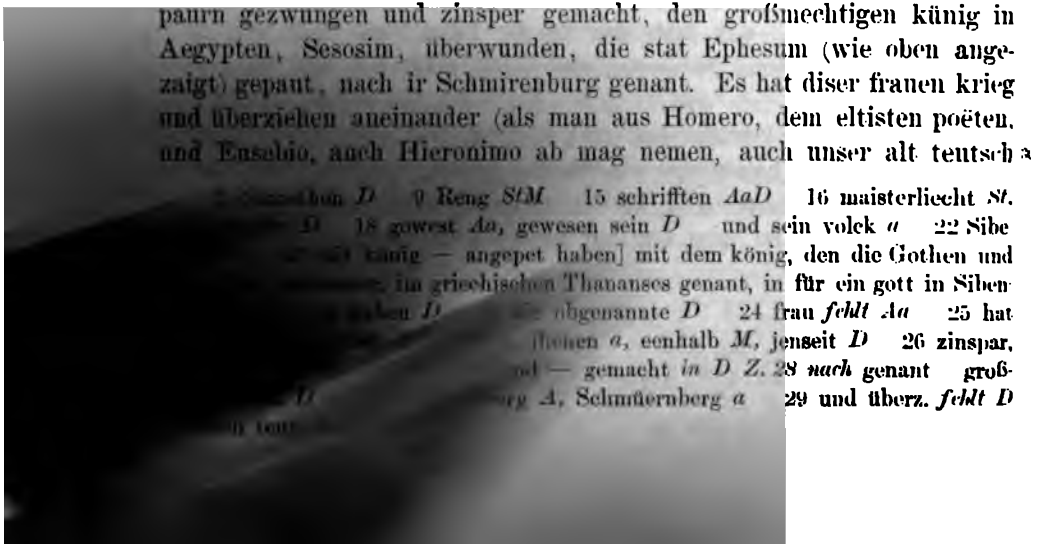 paurn gezwungen und zinsper gemacht, den großmechtigen künig in
Aegypten, Sesosim, überwunden, die stat Ephesum (wie oben ange-
zaigt) gepaut, nach ir Schmirenburg genant. Es hat diser frauen krieg
und überziehen aneinander (als man aus Homero, dem eltisten poëten,
und Eusebio, auch Hieronimo ab mag nemen, auch unser alt teutsch
D 9 Reng StM 15 schrifften AaD 16 maisterliecht St.
D 18 gewest Aa, gewesen sein D und sein volck a 22 Sibe
künig — angepet haben] mit dem könig, den die Gothen und
im griechischen Thananses genant, in für ein gott in Siben-
haben D die obgenannte D 24 frau fehlt Aa 25 hat
a, eenhalb M, jenseit D 26 zinspar,
— gemacht in D Z. 28 nach genant groß-
D A, Schmüernberg a 29 und überz. fehlt D